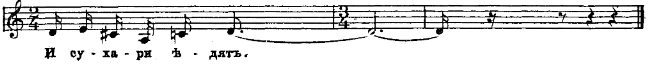 И су - ха - ри ѣ - дятъ.